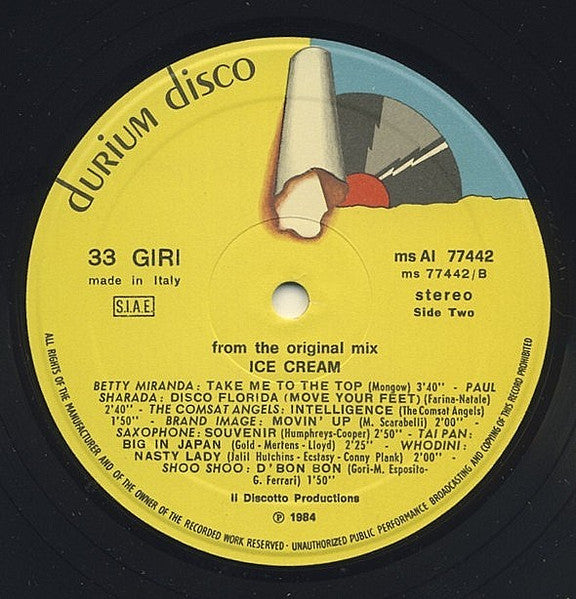 DURIUM DISCO
33 GIRI
made in Italy
S.I.A.E.
ms AI 77442
ms 77442/B
stereo
Side Two
from the original mix
ICE CREAM
BETTY MIRANDA: TAKE ME TO THE TOP (Mongow) 3'40" - PAUL
SHARADA: DISCO FLORIDA (MOVE YOUR FEET) (Farina-Natale)
2'40" - THE COMSAT ANGELS: INTELLIGENCE (The Comsat Angels)
1'50" - BRAND IMAGE: MOVIN' UP (M. Scarabelli) 2'00" -
SAXOPHONE: SOUVENIR (Humphreys-Cooper) 2'50" - TAI PAN:
BIG IN JAPAN (Gold - Mertens - Lloyd) 2'25" - WHODINI:
NASTY LADY (Jalil Hutchins - Ecstasy - Conny Plank) 2'00" -
SHOO SHOO: D'BON BON (Gori-M. Esposito-
G. Ferrari) 1'50"
Il Discotto Productions
℗ 1984
ALL RIGHTS OF THE MANUFACTURER AND OF THE OWNER OF THE RECORDED WORK RESERVED - UNAUTHORIZED PUBLIC PERFORMANCE BROADCASTING AND COPYING OF THIS RECORD PROHIBITED